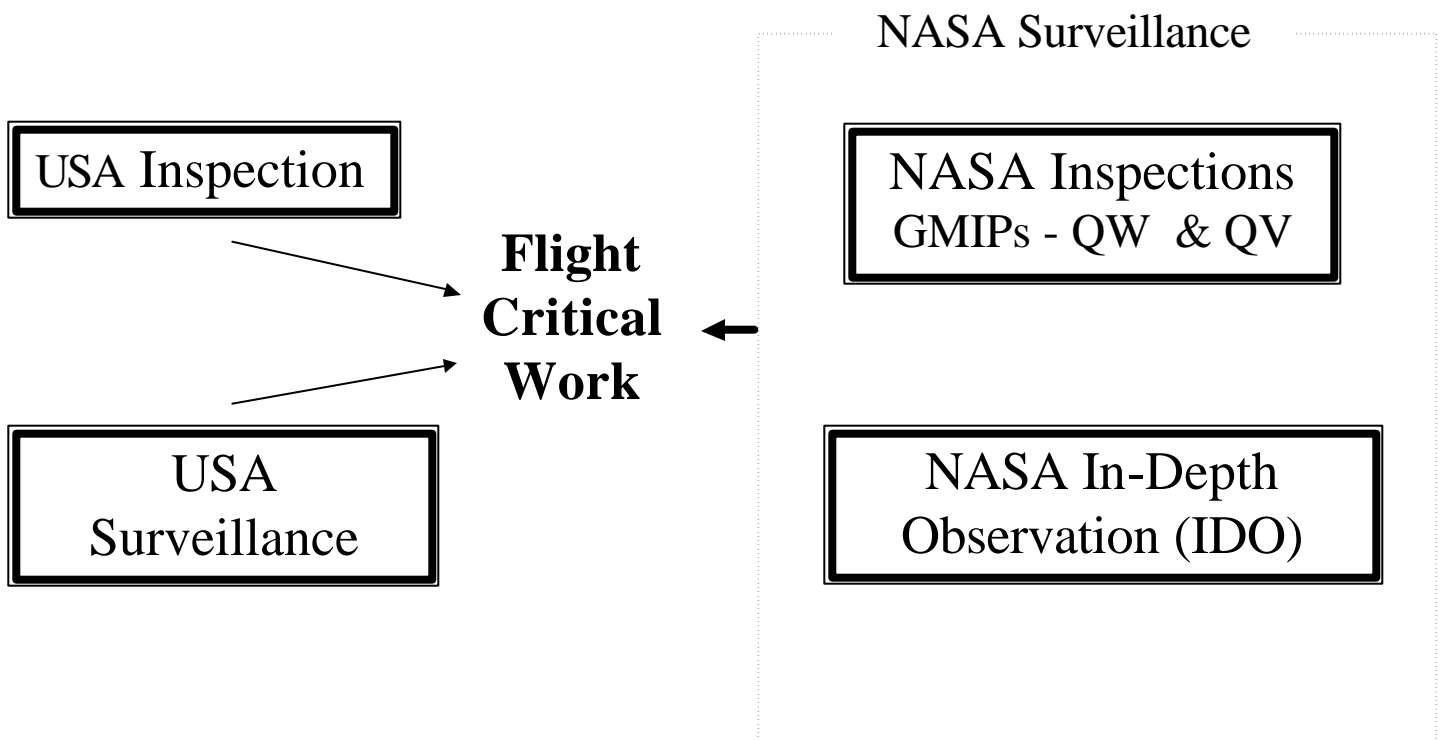 NASA Surveillance
USA Inspection
NASA Inspections
GMIPs - QW & QV
Flight
Critical
Work
USA
Surveillance
NASA In-Depth
Observation (IDO)